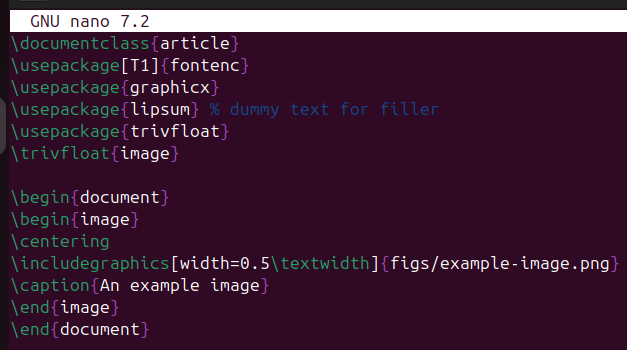 GNU nano 7.2
\documentclass{article}
\usepackage[T1]{fontenc}
\usepackage{graphicx}
\usepackage{lipsum} % dummy text for filler
\usepackage{trivfloat}
\trivfloat{image}

\begin{document}
\begin{image}
\centering
\includegraphics[width=0.5\textwidth]{figs/example-image.png}
\caption{An example image}
\end{image}
\end{document}